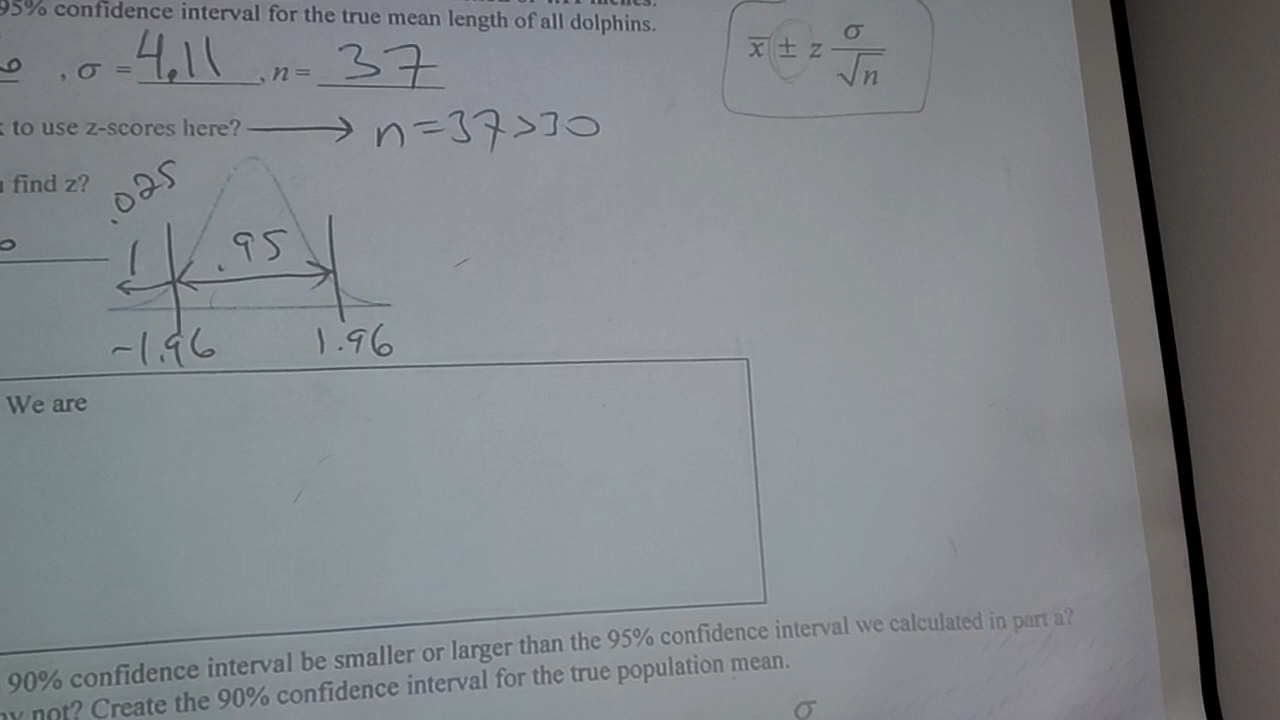 95% confidence interval for the true mean length of all dolphins.
, σ = 4.11 , n = 37
x̄ ± z σ/√n
to use z-scores here? → n=37>30
find z?
.025
.95
-1.96 1.96
We are
90% confidence interval be smaller or larger than the 95% confidence interval we calculated in part a?
not? Create the 90% confidence interval for the true population mean.
σ